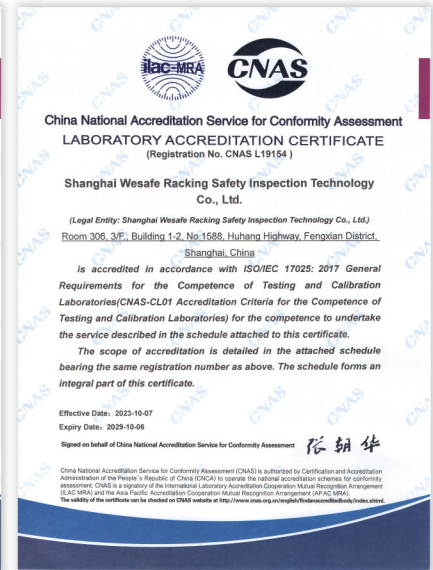 ilac-MRA
CNAS
China National Accreditation Service for Conformity Assessment
LABORATORY ACCREDITATION CERTIFICATE
(Registration No. CNAS L19154 )
Shanghai Wesafe Racking Safety Inspection Technology
Co., Ltd.
(Legal Entity: Shanghai Wesafe Racking Safety Inspection Technology Co., Ltd.)
Room 306, 3/F., Building 1-2, No.1588, Huhang Highway, Fengxian District,
Shanghai, China
is accredited in accordance with ISO/IEC 17025: 2017 General
Requirements for the Competence of Testing and Calibration
Laboratories(CNAS-CL01 Accreditation Criteria for the Competence of
Testing and Calibration Laboratories) for the competence to undertake
the service described in the schedule attached to this certificate.
The scope of accreditation is detailed in the attached schedule
bearing the same registration number as above. The schedule forms an
integral part of this certificate.
Effective Date: 2023-10-07
Expiry Date: 2029-10-06
Signed on behalf of China National Accreditation Service for Conformity Assessment 张朝华
China National Accreditation Service for Conformity Assessment (CNAS) is authorized by Certification and Accreditation
Administration of the People's Republic of China (CNCA) to operate the national accreditation schemes for conformity
assessment. CNAS is a signatory of the International Laboratory Accreditation Cooperation Mutual Recognition Arrangement
(ILAC MRA) and the Asia Pacific Accreditation Cooperation Mutual Recognition Arrangement (APAC MRA).
The validity of the certificate can be checked on CNAS website at http://www.cnas.org.cn/english/findanaccreditedbody/index.shtml.